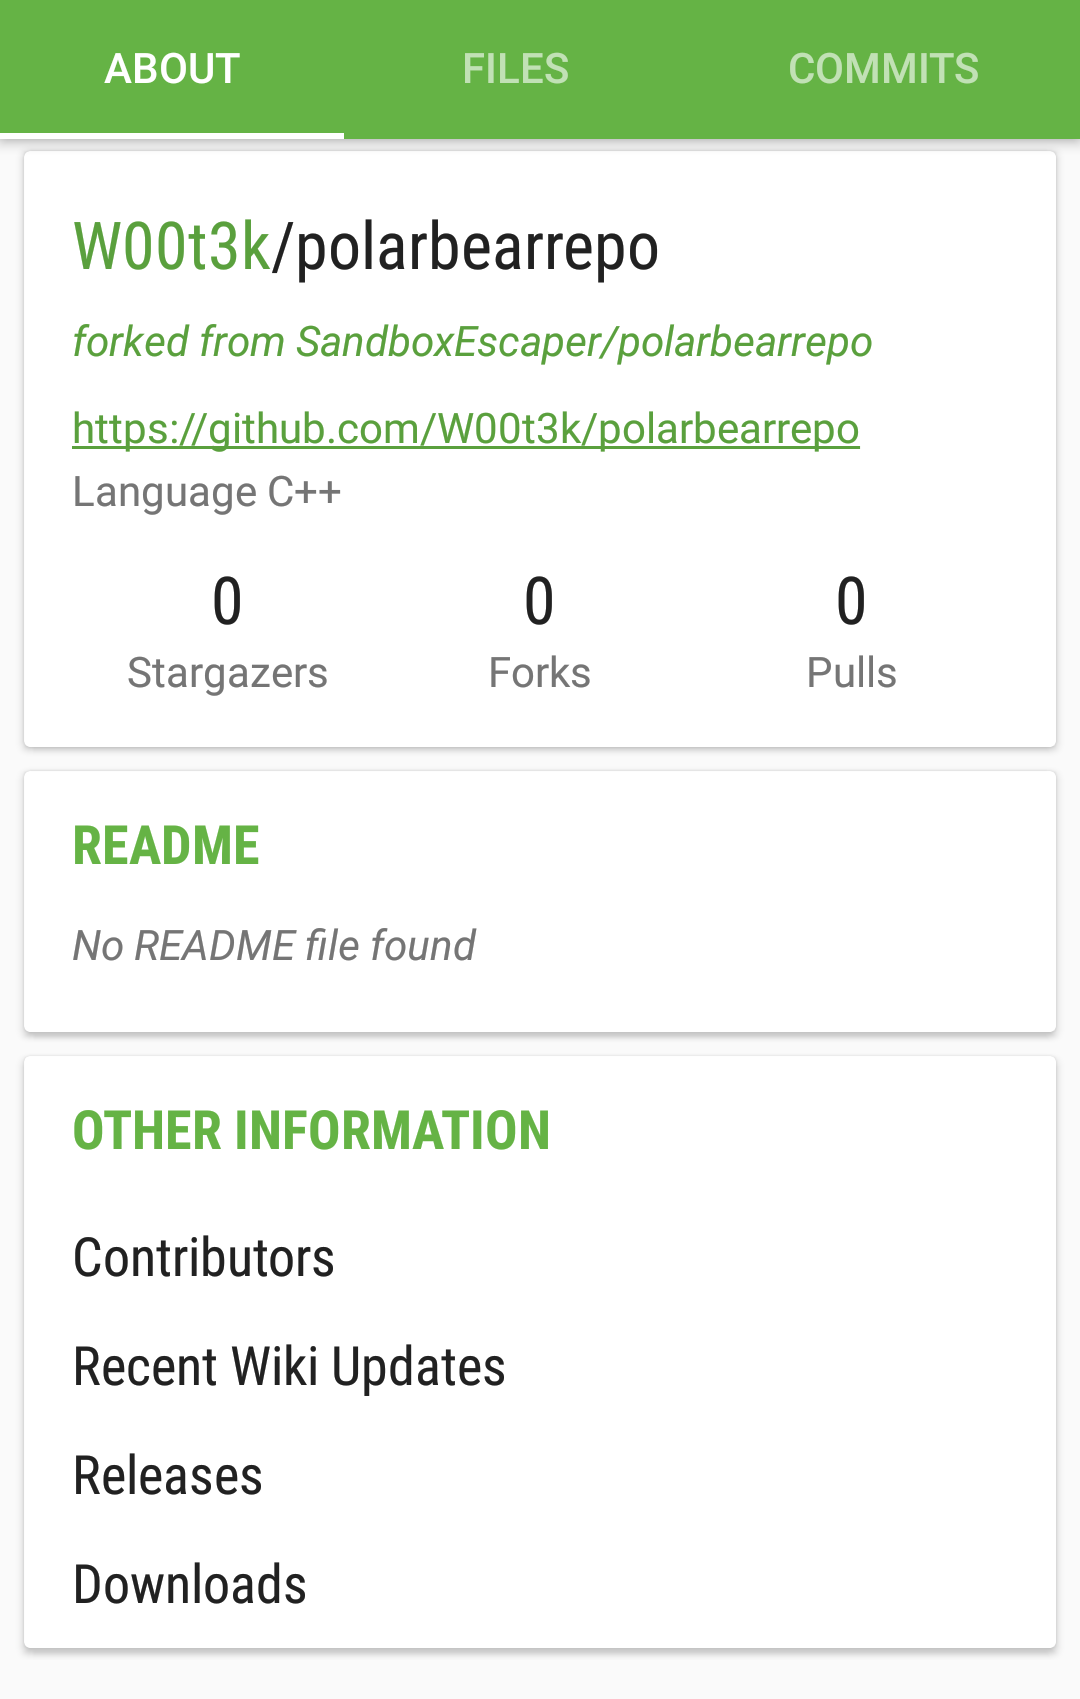 ABOUT FILES COMMITS
W00t3k/polarbearrepo
forked from SandboxEscaper/polarbearrepo
https://github.com/W00t3k/polarbearrepo
Language C++
0 0 0
Stargazers Forks Pulls
README
No README file found
OTHER INFORMATION
Contributors
Recent Wiki Updates
Releases
Downloads